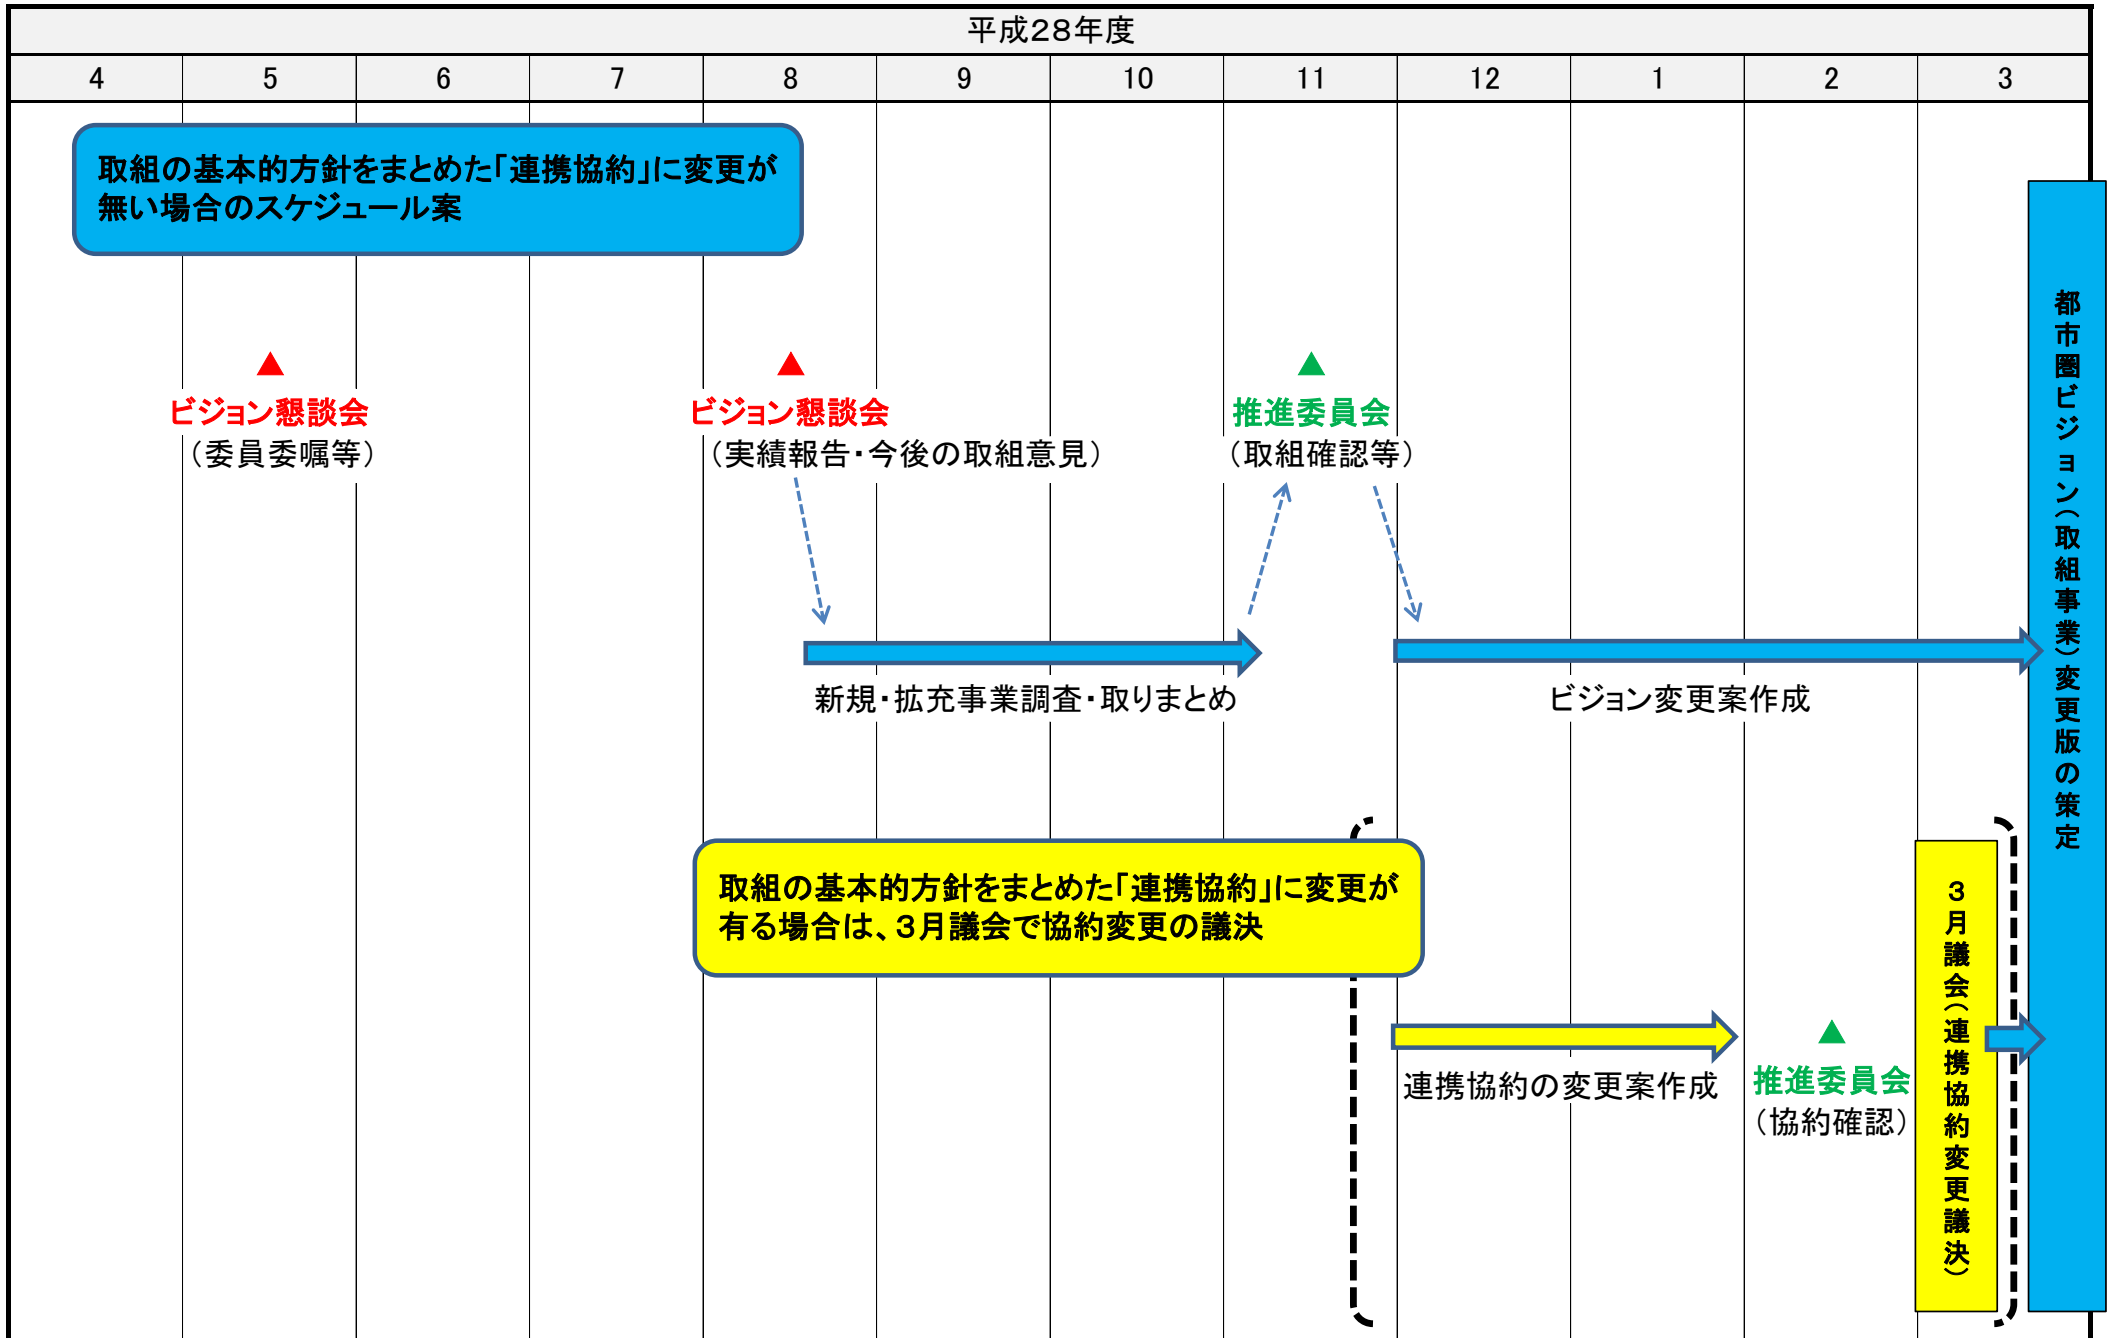 平成28年度
4 5 6 7 8 9 10 11 12 1 2 3
取組の基本的方針をまとめた「連携協約」に変更が
無い場合のスケジュール案
▲ ▲ ▲
ビジョン懇談会
（委員委嘱等）
ビジョン懇談会
（実績報告・今後の取組意見）
推進委員会
（取組確認等）
新規・拡充事業調査・取りまとめ
ビジョン変更案作成
都市圏ビジョン（取組事業）変更版の策定
取組の基本的方針をまとめた「連携協約」に変更が
有る場合は、3月議会で協約変更の議決
連携協約の変更案作成
▲
推進委員会
（協約確認）
3月議会（連携協約変更議決）